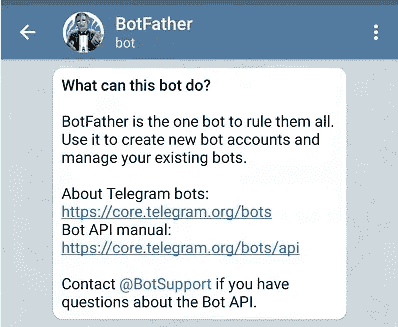 BotFather
bot
What can this bot do?
BotFather is the one bot to rule them all.
Use it to create new bot accounts and
manage your existing bots.
About Telegram bots:
https://core.telegram.org/bots
Bot API manual:
https://core.telegram.org/bots/api
Contact @BotSupport if you have
questions about the Bot API.